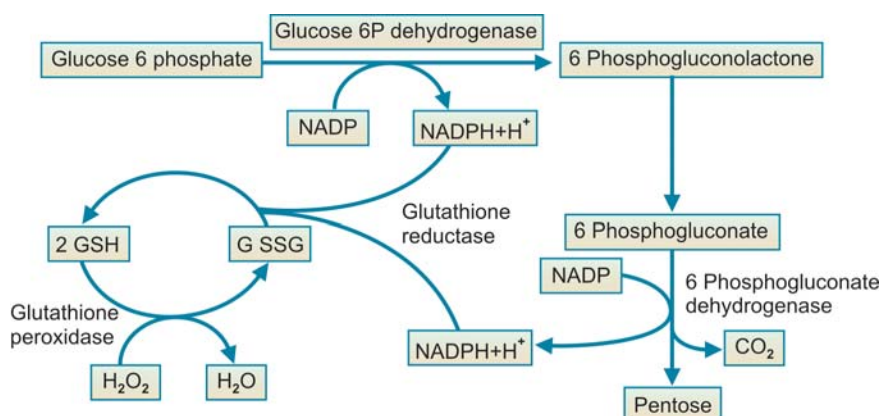 Glucose 6P dehydrogenase
Glucose 6 phosphate
6 Phosphogluconolactone
NADP
NADPH+H⁺
Glutathione
reductase
2 GSH
G SSG
6 Phosphogluconate
NADP
6 Phosphogluconate
dehydrogenase
Glutathione
peroxidase
NADPH+H⁺
CO₂
H₂O₂
H₂O
Pentose